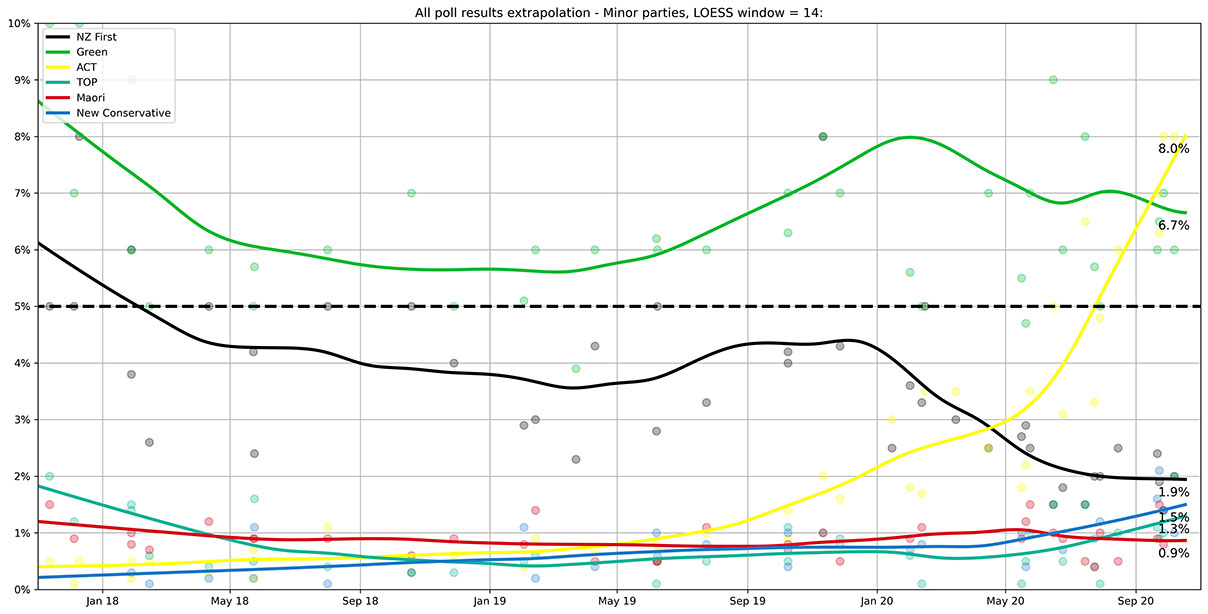 All poll results extrapolation - Minor parties, LOESS window = 14:
10%
9%
8%
7%
6%
5%
4%
3%
2%
1%
0%
NZ First
Green
ACT
TOP
Maori
New Conservative
8.0%
6.7%
1.9%
1.5%
1.3%
0.9%
Jan 18 May 18 Sep 18 Jan 19 May 19 Sep 19 Jan 20 May 20 Sep 20